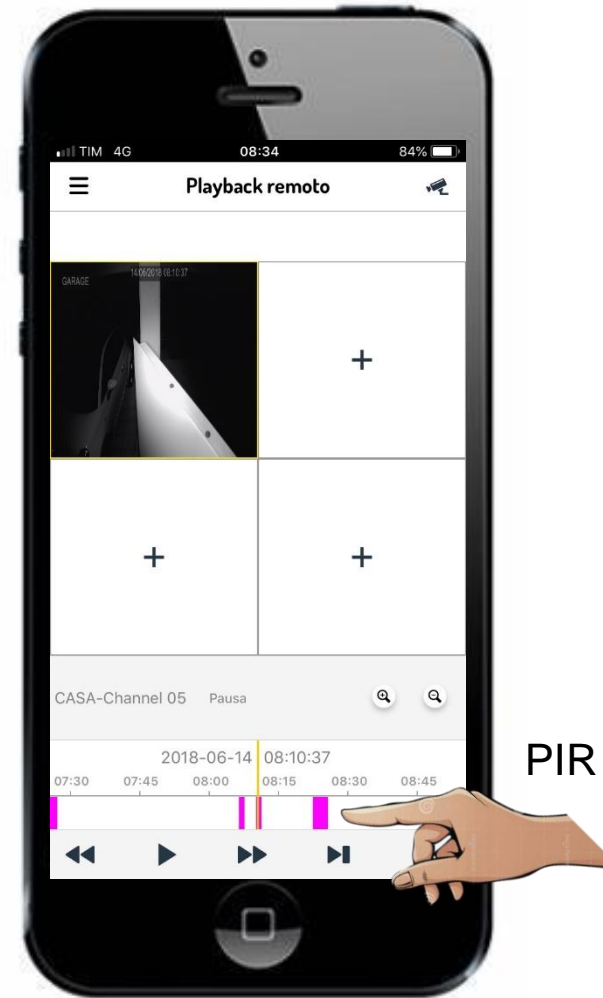 TIM 4G 08:34 84%
Playback remoto
GARAGE 14/06/2018 08:10:37
CASA-Channel 05 Pausa
2018-06-14 08:10:37
07:30 07:45 08:00 08:15 08:30 08:45
PIR